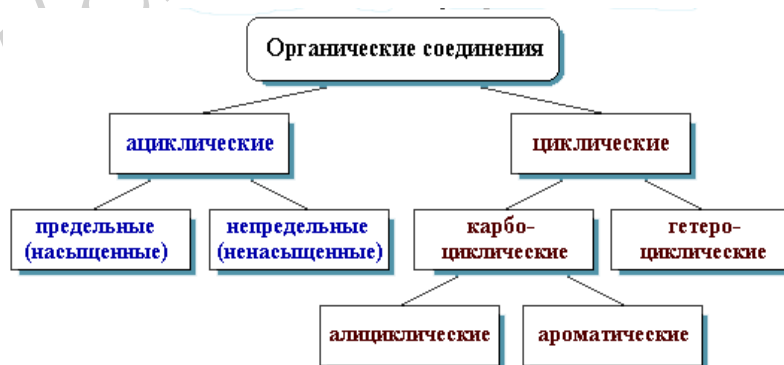 Органические соединения
ациклические
циклические
предельные
(насыщенные)
непредельные
(ненасыщенные)
карбо-
циклические
гетеро-
циклические
алициклические
ароматические